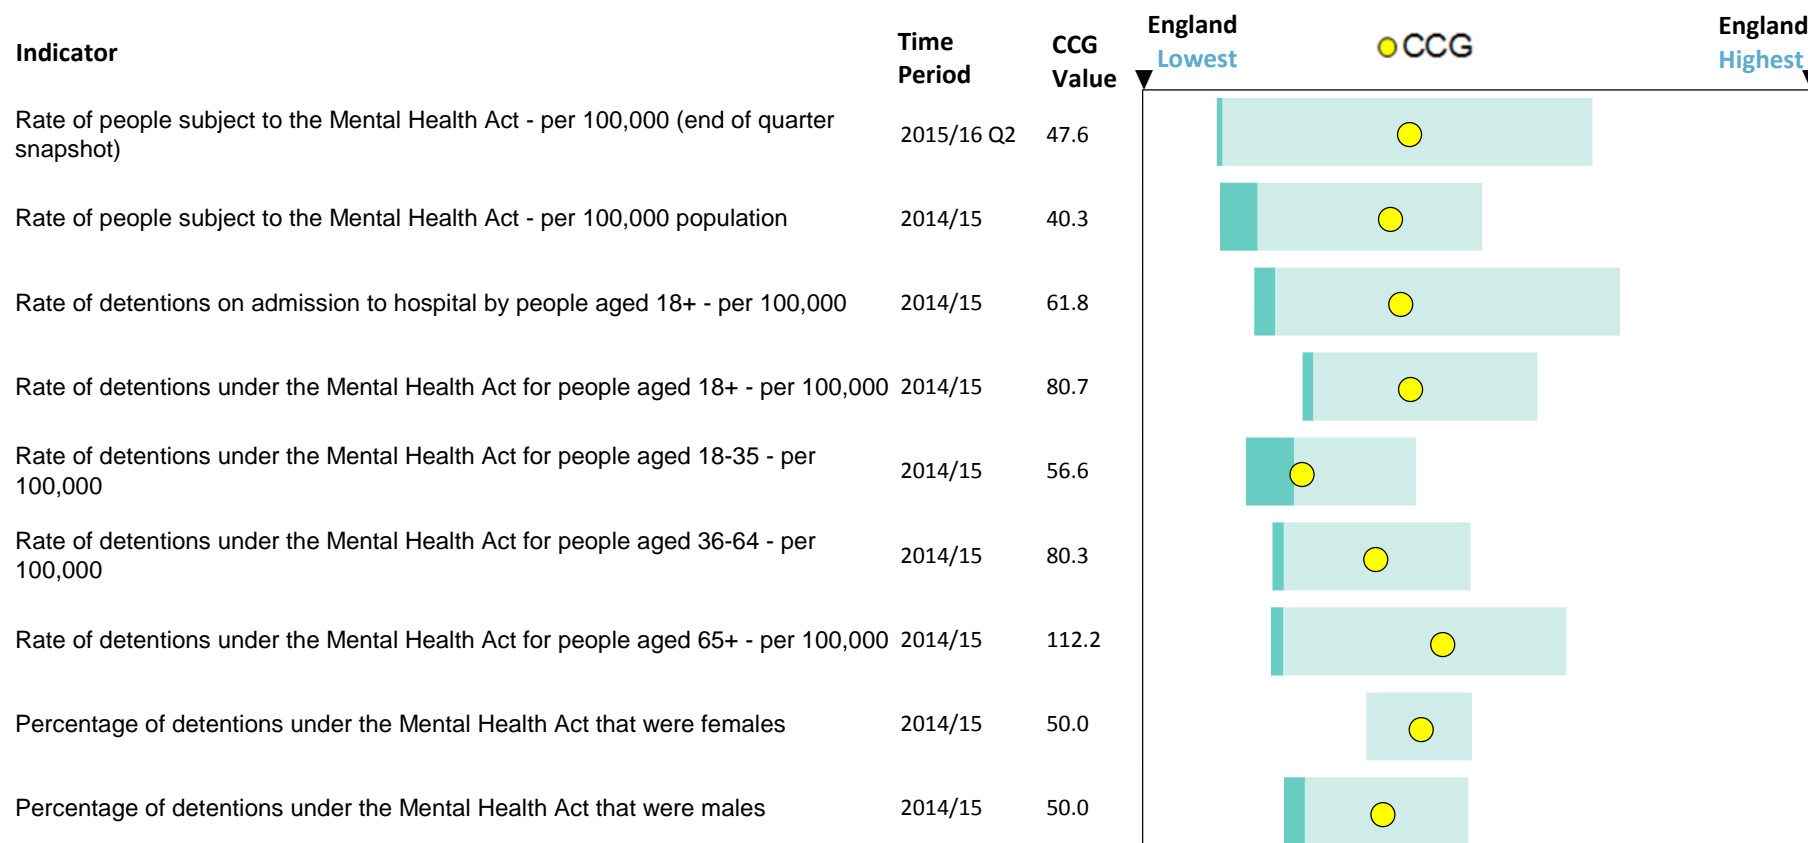 Indicator
Time Period
CCG Value
England Lowest
CCG
England Highest
Rate of people subject to the Mental Health Act - per 100,000 (end of quarter
snapshot)
2015/16 Q2
47.6
Rate of people subject to the Mental Health Act - per 100,000 population
2014/15
40.3
Rate of detentions on admission to hospital by people aged 18+ - per 100,000
2014/15
61.8
Rate of detentions under the Mental Health Act for people aged 18+ - per 100,000
2014/15
80.7
Rate of detentions under the Mental Health Act for people aged 18-35 - per
100,000
2014/15
56.6
Rate of detentions under the Mental Health Act for people aged 36-64 - per
100,000
2014/15
80.3
Rate of detentions under the Mental Health Act for people aged 65+ - per 100,000
2014/15
112.2
Percentage of detentions under the Mental Health Act that were females
2014/15
50.0
Percentage of detentions under the Mental Health Act that were males
2014/15
50.0